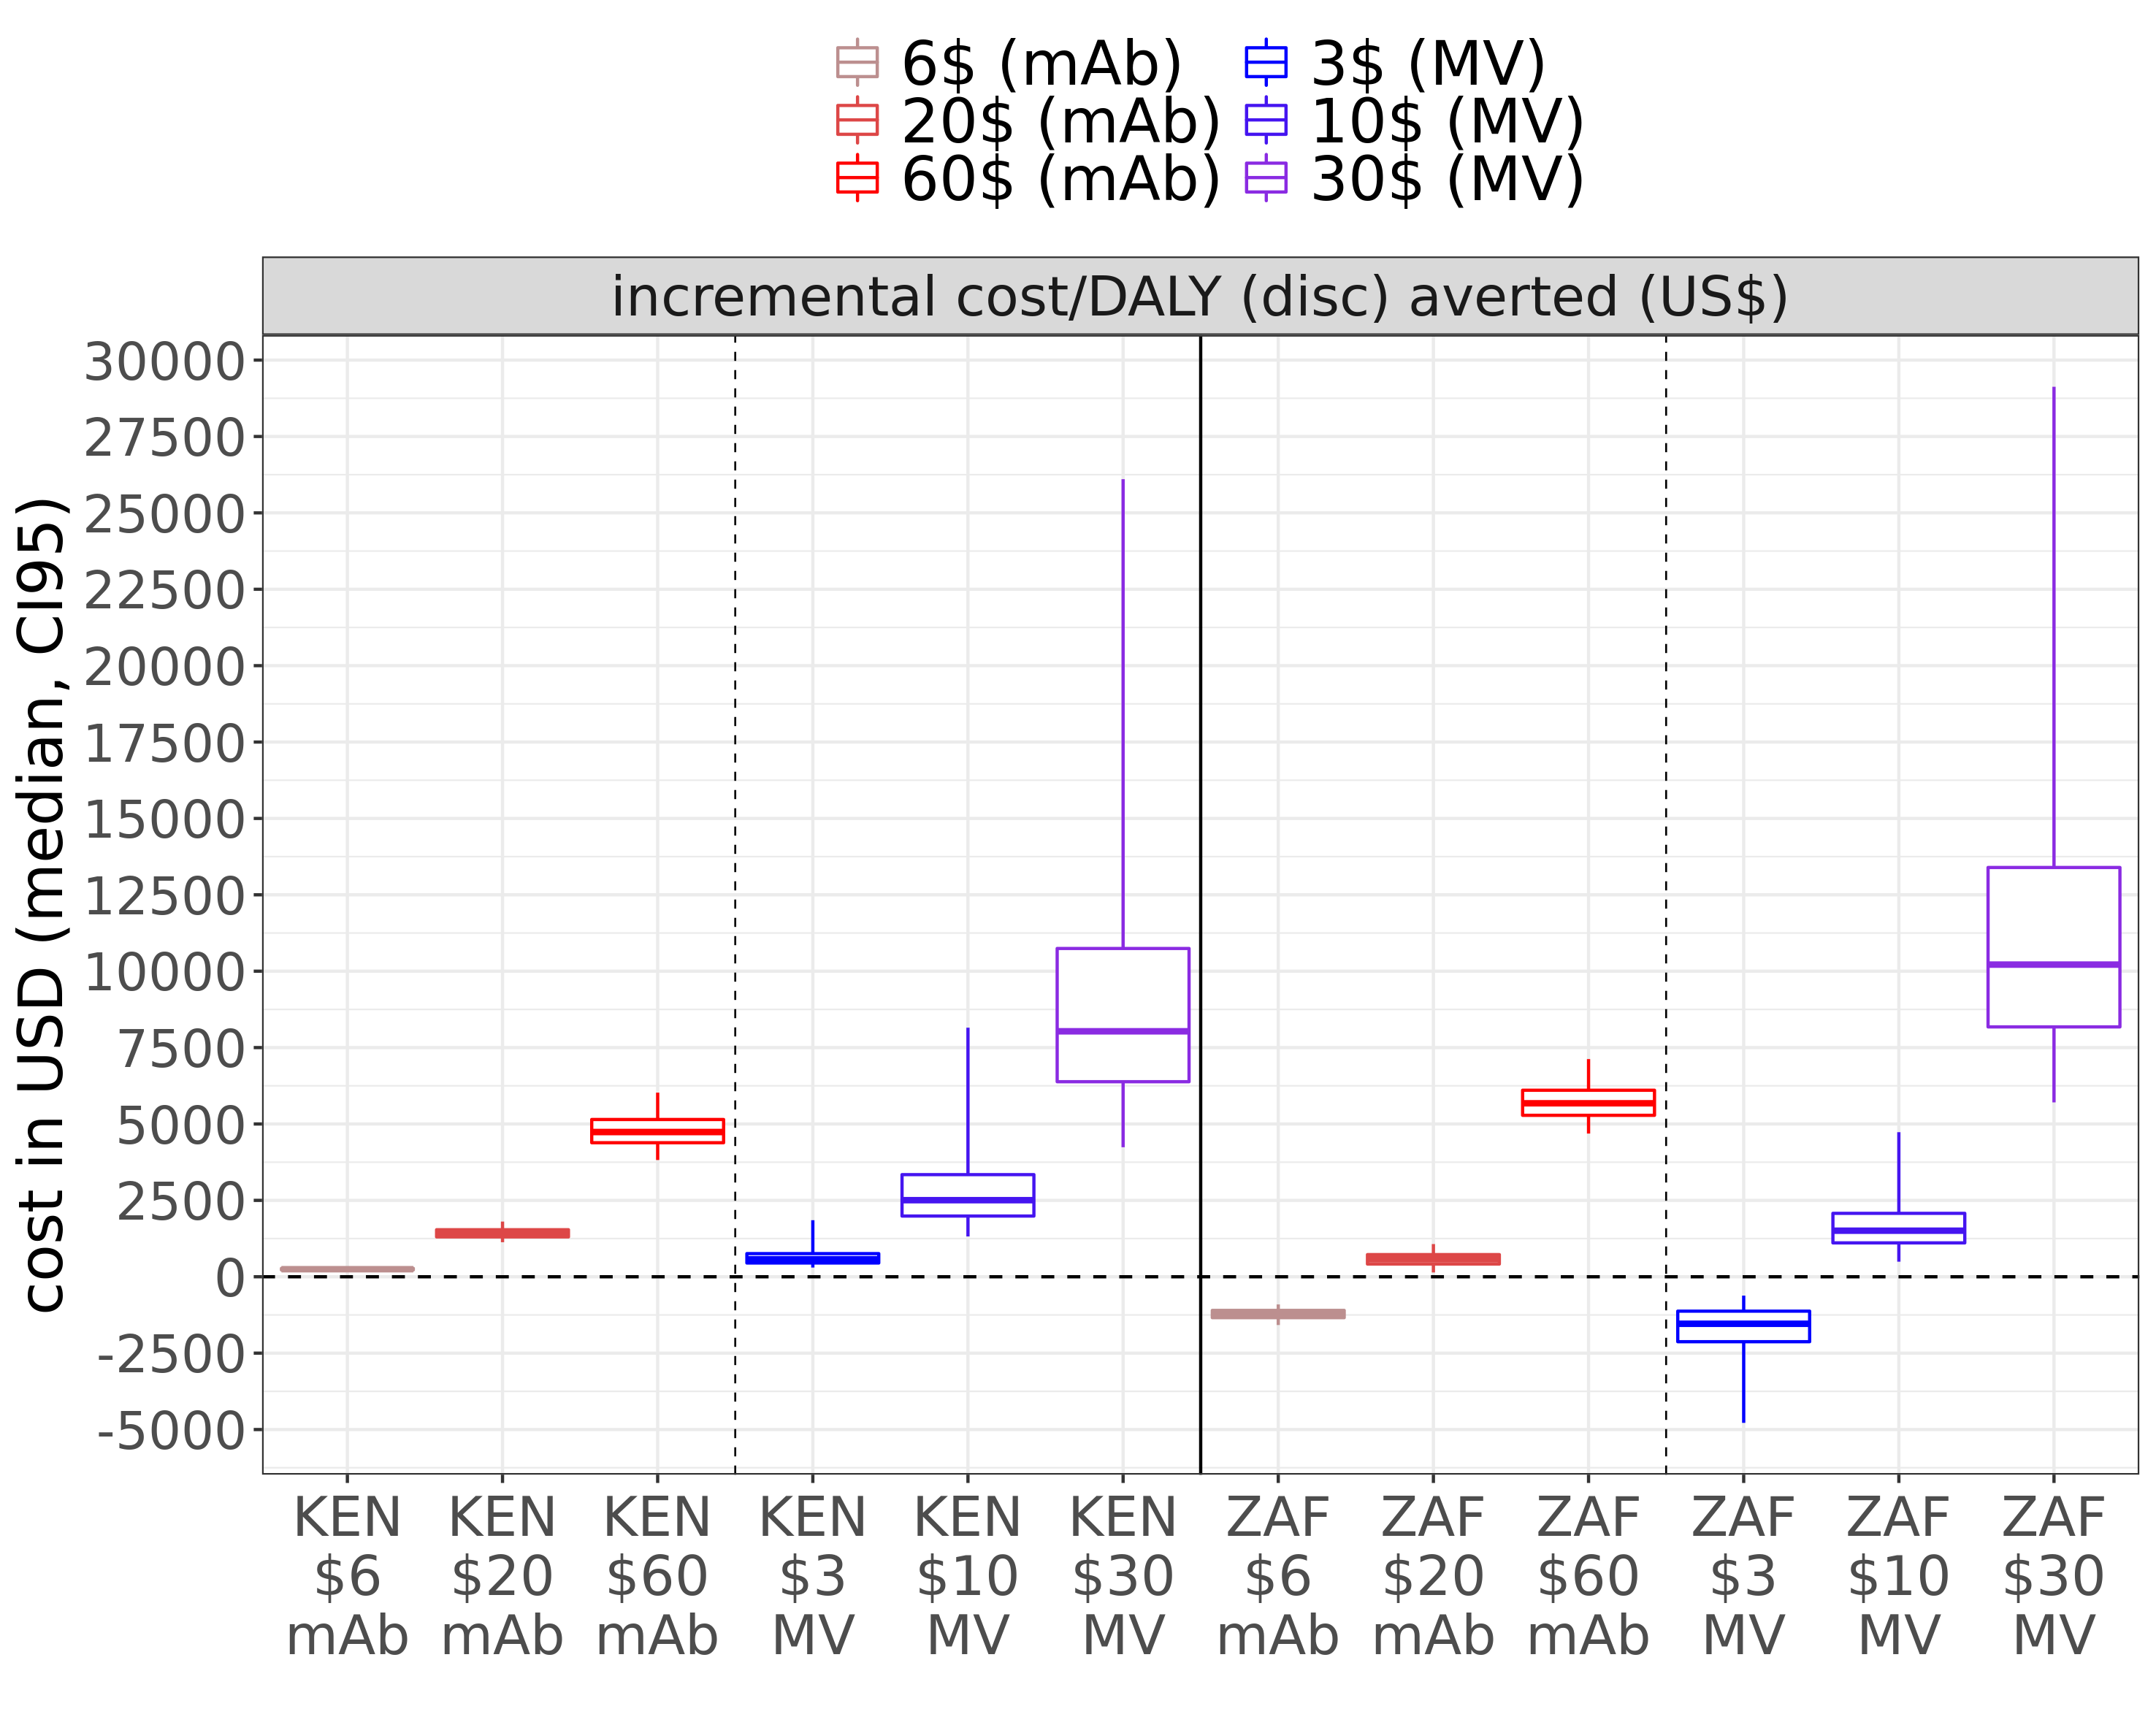 6$ (mAb) 3$ (MV)
20$ (mAb) 10$ (MV)
60$ (mAb) 30$ (MV)
incremental cost/DALY (disc) averted (US$)
cost in USD (median, CI95)
30000
27500
25000
22500
20000
17500
15000
12500
10000
7500
5000
2500
0
-2500
-5000
KEN KEN KEN KEN KEN KEN ZAF ZAF ZAF ZAF ZAF ZAF
$6 $20 $60 $3 $10 $30 $6 $20 $60 $3 $10 $30
mAb mAb mAb MV MV MV mAb mAb mAb MV MV MV